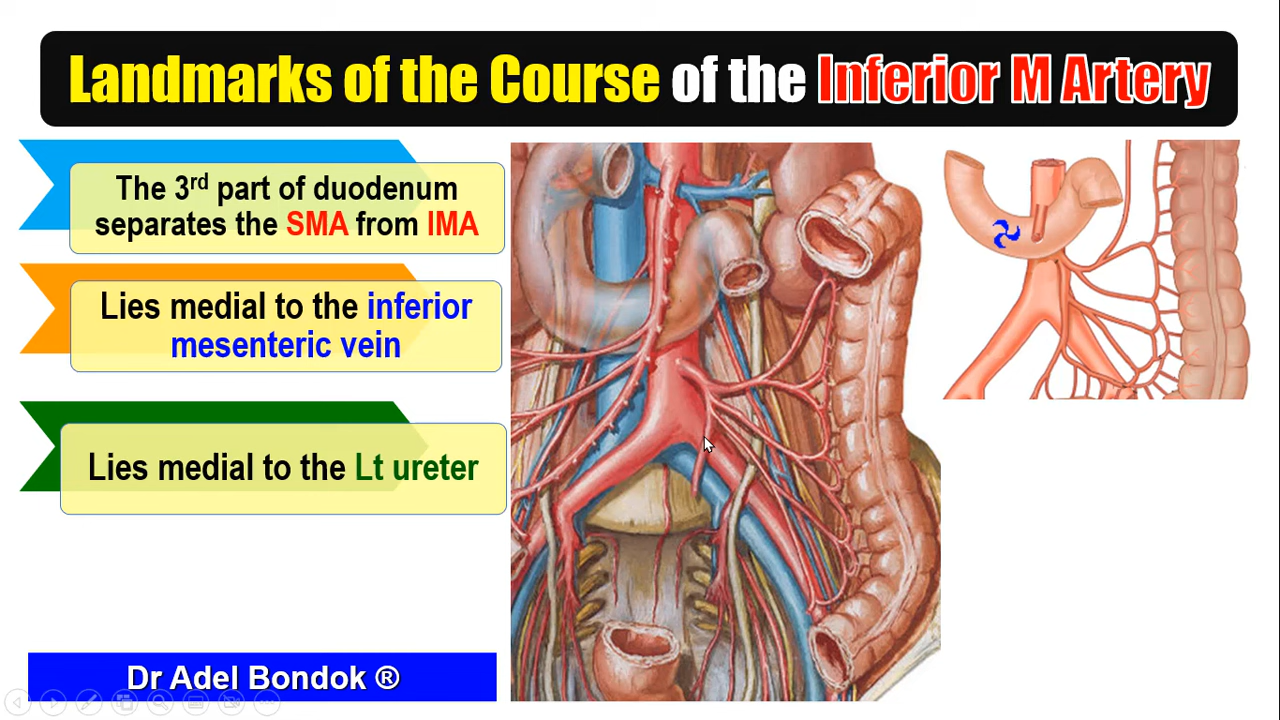 Landmarks of the Course of the Inferior M Artery
The 3rd part of duodenum
separates the SMA from IMA
Lies medial to the inferior
mesenteric vein
Lies medial to the Lt ureter
Dr Adel Bondok ®